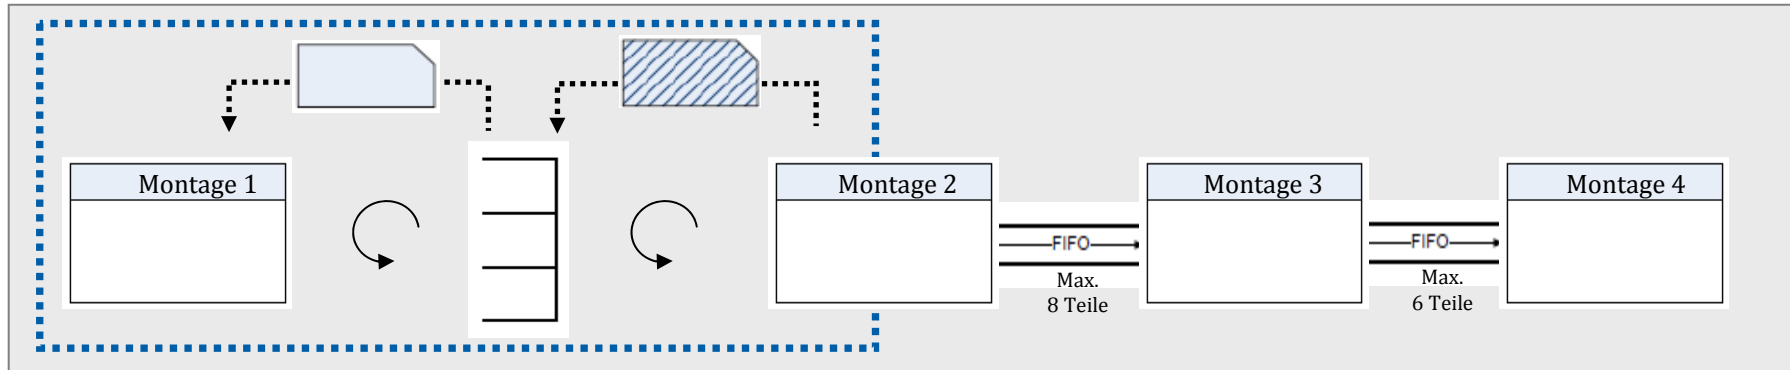 Montage 1
Montage 2
Montage 3
Montage 4
FIFO
FIFO
Max.
8 Teile
Max.
6 Teile